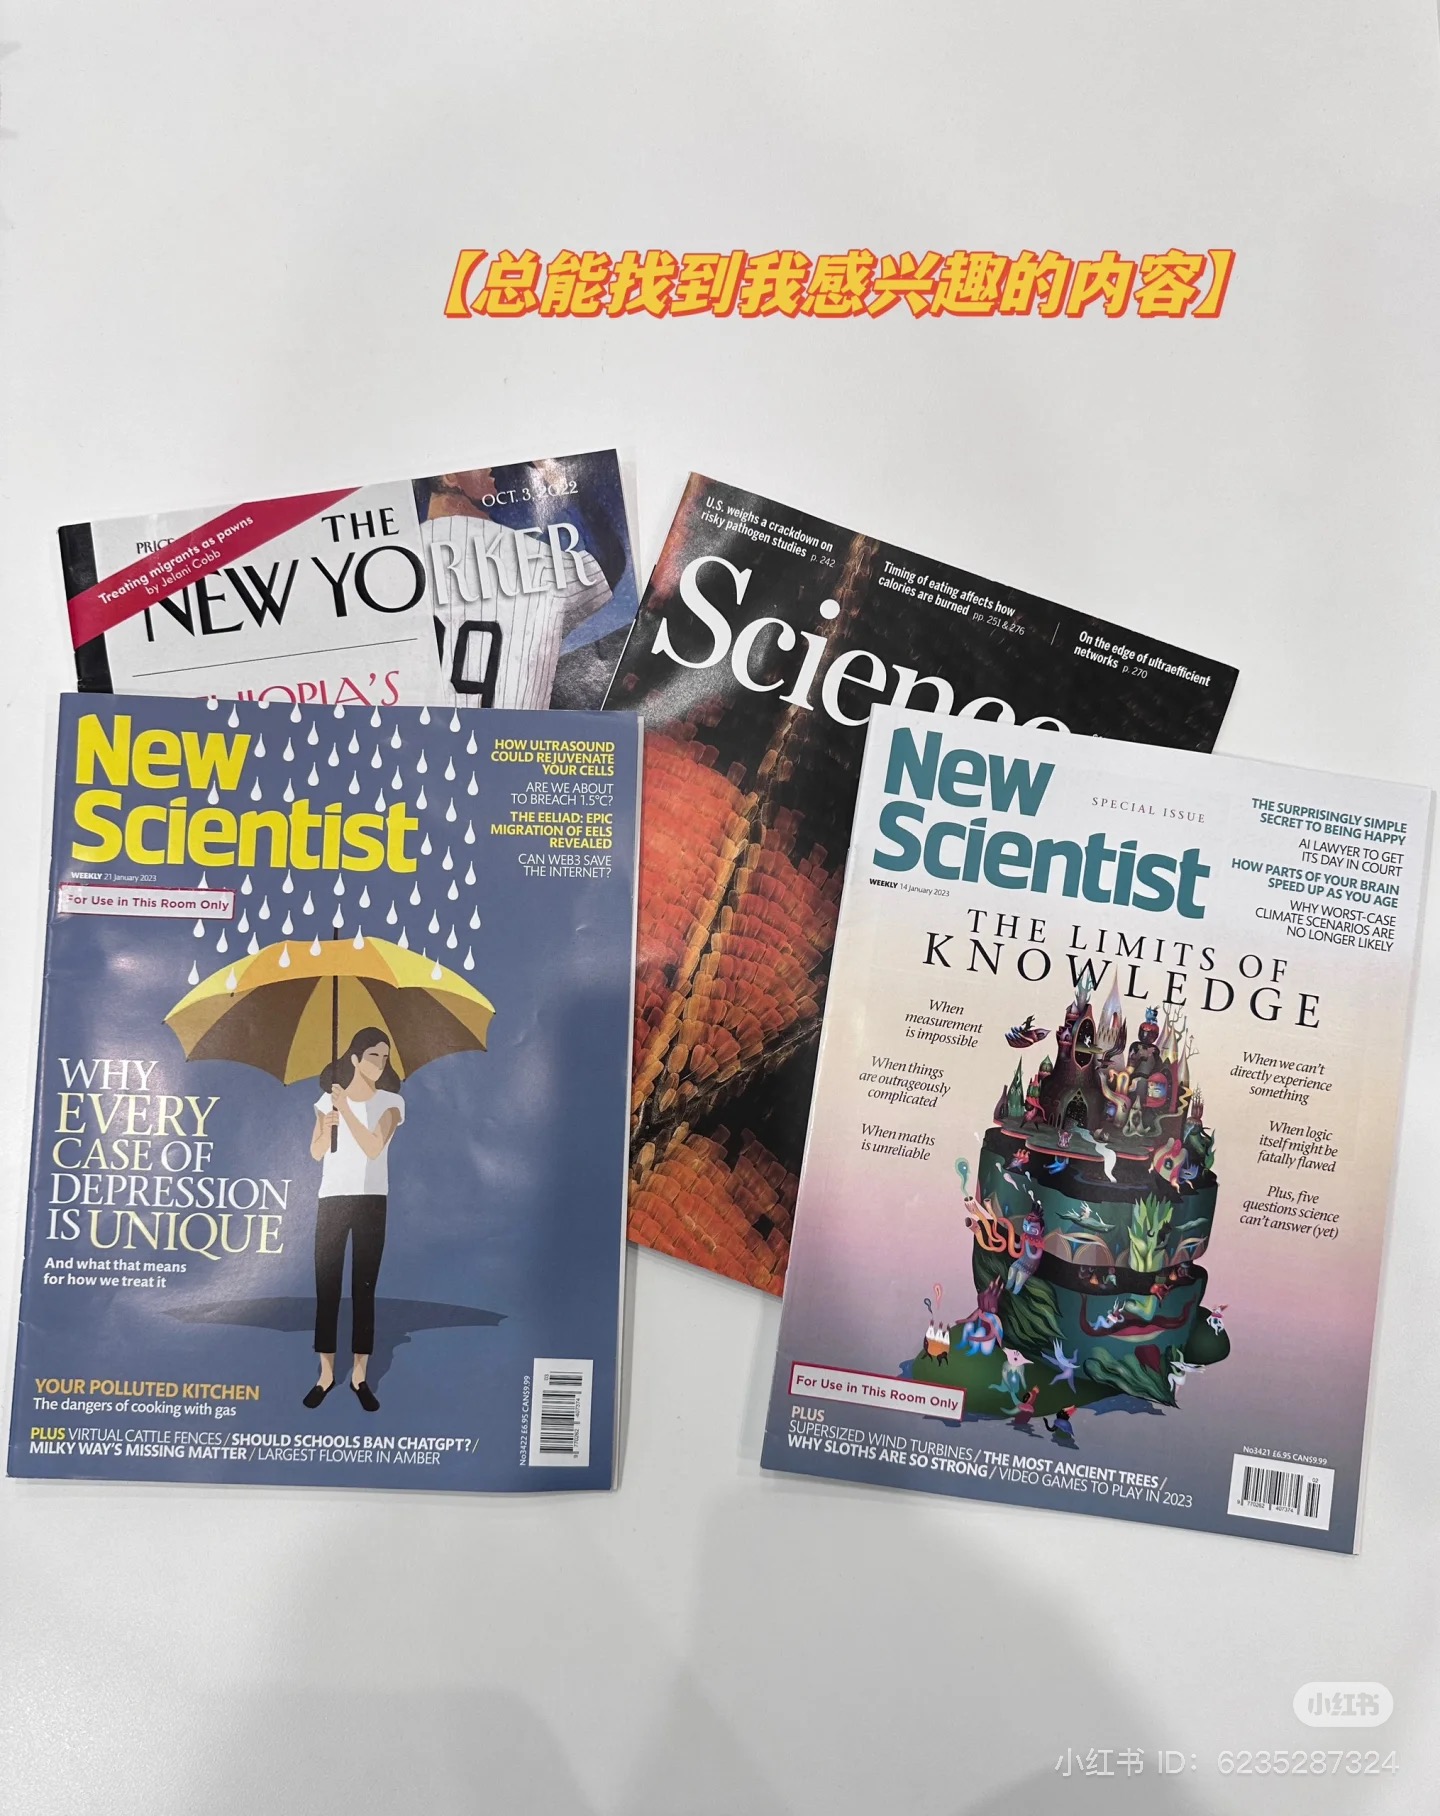 【总能找到我感兴趣的内容】
OCT. 3, 2022
Treating migrants as pawns
by Jelani Cobb
THE
NEW YORKER
U.S. weighs a crackdown on
risky pathogen studies p. 242
Timing of eating affects how
calories are burned pp. 251 & 276
On the edge of ultraefficient
networks p. 270
Science
New
Scientist
WEEKLY 21 January 2023
For Use in This Room Only
HOW ULTRASOUND
COULD REJUVENATE
YOUR CELLS
ARE WE ABOUT
TO BREACH 1.5°C?
THE EELIAD: EPIC
MIGRATION OF EELS
REVEALED
CAN WEB3 SAVE
THE INTERNET?
WHY
EVERY
CASE OF
DEPRESSION
IS UNIQUE
And what that means
for how we treat it
YOUR POLLUTED KITCHEN
The dangers of cooking with gas
PLUS VIRTUAL CATTLE FENCES / SHOULD SCHOOLS BAN CHATGPT? /
MILKY WAY'S MISSING MATTER / LARGEST FLOWER IN AMBER
No3422 £6.95 CAN$9.99
New
Scientist
SPECIAL ISSUE
WEEKLY 14 January 2023
THE SURPRISINGLY SIMPLE
SECRET TO BEING HAPPY
AI LAWYER TO GET
ITS DAY IN COURT
HOW PARTS OF YOUR BRAIN
SPEED UP AS YOU AGE
WHY WORST-CASE
CLIMATE SCENARIOS ARE
NO LONGER LIKELY
THE LIMITS OF
KNOWLEDGE
When
measurement
is impossible
When things
are outrageously
complicated
When maths
is unreliable
When we can't
directly experience
something
When logic
itself might be
fatally flawed
Plus, five
questions science
can't answer (yet)
For Use in This Room Only
PLUS
SUPERSIZED WIND TURBINES / THE MOST ANCIENT TREES /
WHY SLOTHS ARE SO STRONG / VIDEO GAMES TO PLAY IN 2023
No3421 £6.95 CAN$9.99
小红书
小红书 ID: 6235287324